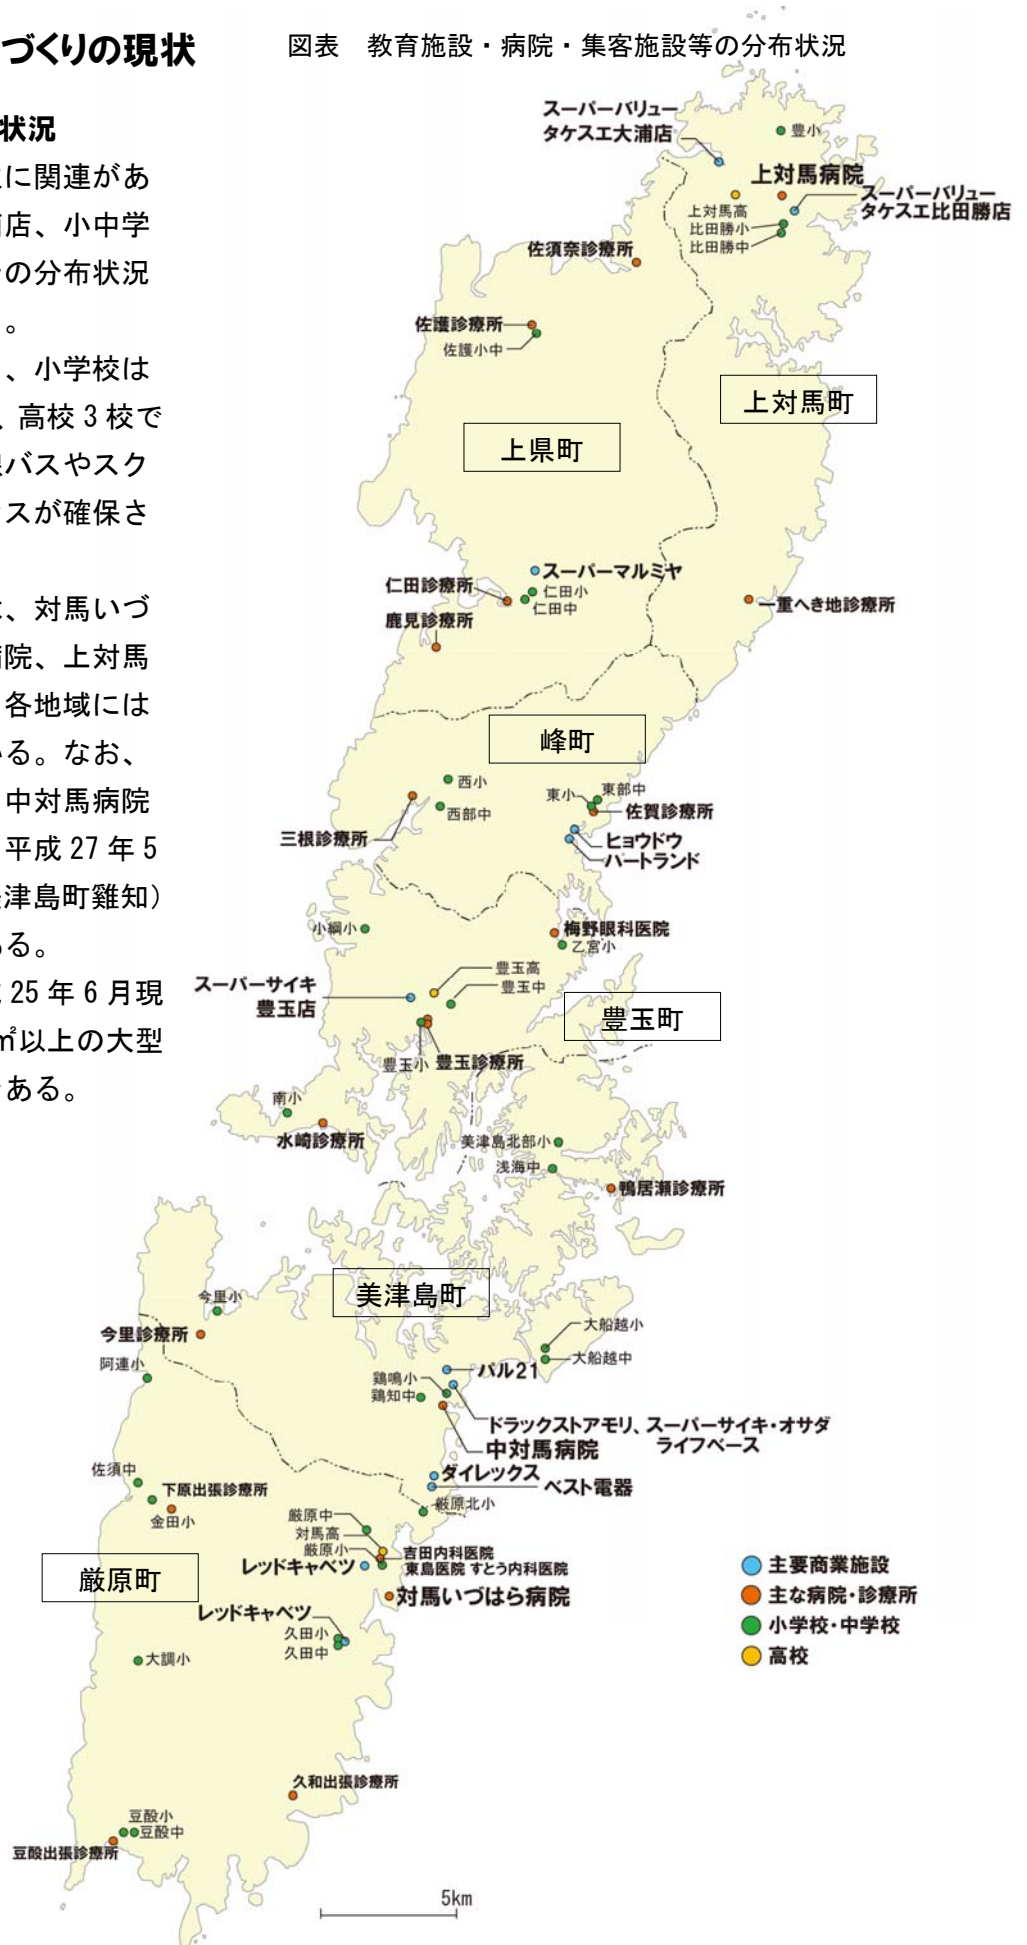 づくりの現状
状況
に関連があ
店、小中学
の分布状況
。
、小学校は
、高校 3 校で
バスやスク
スが確保さ
、対馬いづ
病院、上対馬
各地域には
る。なお、
中対馬病院
平成 27 年 5
津島町雞知)
ある。
25 年 6 月現
㎡以上の大型
ある。
図表　教育施設・病院・集客施設等の分布状況
スーパーバリュー
タケスエ大浦店
豊小
上対馬病院
スーパーバリュー
タケスエ比田勝店
上対馬高
比田勝小
比田勝中
佐須奈診療所
佐護診療所
佐護小中
上対馬町
上県町
スーパーマルミヤ
仁田診療所
仁田小
仁田中
一重へき地診療所
鹿見診療所
峰町
西小
東小
東部中
西部中
佐賀診療所
三根診療所
ヒョウドウ
ハートランド
小綱小
梅野眼科医院
乙宮小
豊玉高
豊玉中
スーパーサイキ
豊玉店
豊玉町
豊玉小
豊玉診療所
南小
水崎診療所
美津島北部小
浅海中
鴨居瀬診療所
美津島町
今里小
今里診療所
大船越小
大船越中
阿連小
パル21
鶏鳴小
鶏知中
ドラックストアモリ、スーパーサイキ・オサダ
ライフベース
中対馬病院
ダイレックス
ベスト電器
佐須中
下原出張診療所
金田小
厳原北小
厳原中
対馬高
厳原小
吉田内科医院
東島医院 すとう内科医院
レッドキャベツ
厳原町
対馬いづはら病院
レッドキャベツ
久田小
久田中
大調小
主要商業施設
主な病院・診療所
小学校・中学校
高校
久和出張診療所
豆酘小
豆酘中
豆酘出張診療所
5km